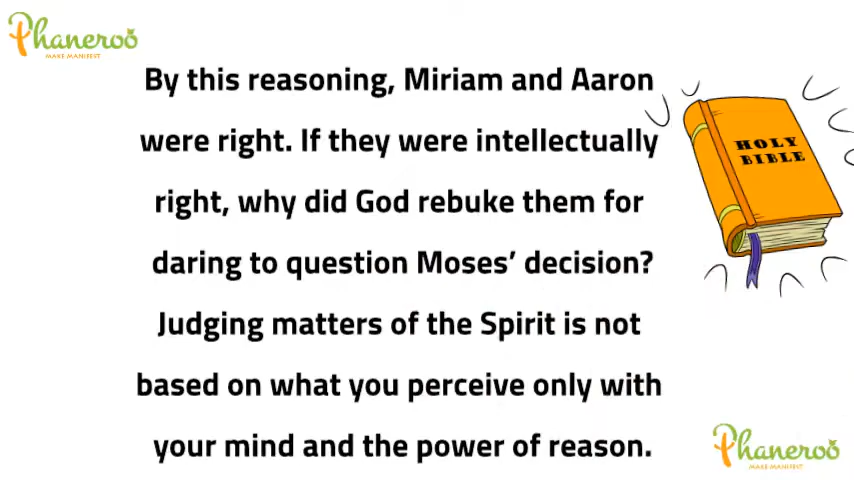 Phaneroo
MAKE MANIFEST
By this reasoning, Miriam and Aaron
were right. If they were intellectually
right, why did God rebuke them for
daring to question Moses' decision?
Judging matters of the Spirit is not
based on what you perceive only with
your mind and the power of reason.
HOLY
BIBLE
Phaneroo
MAKE MANIFEST